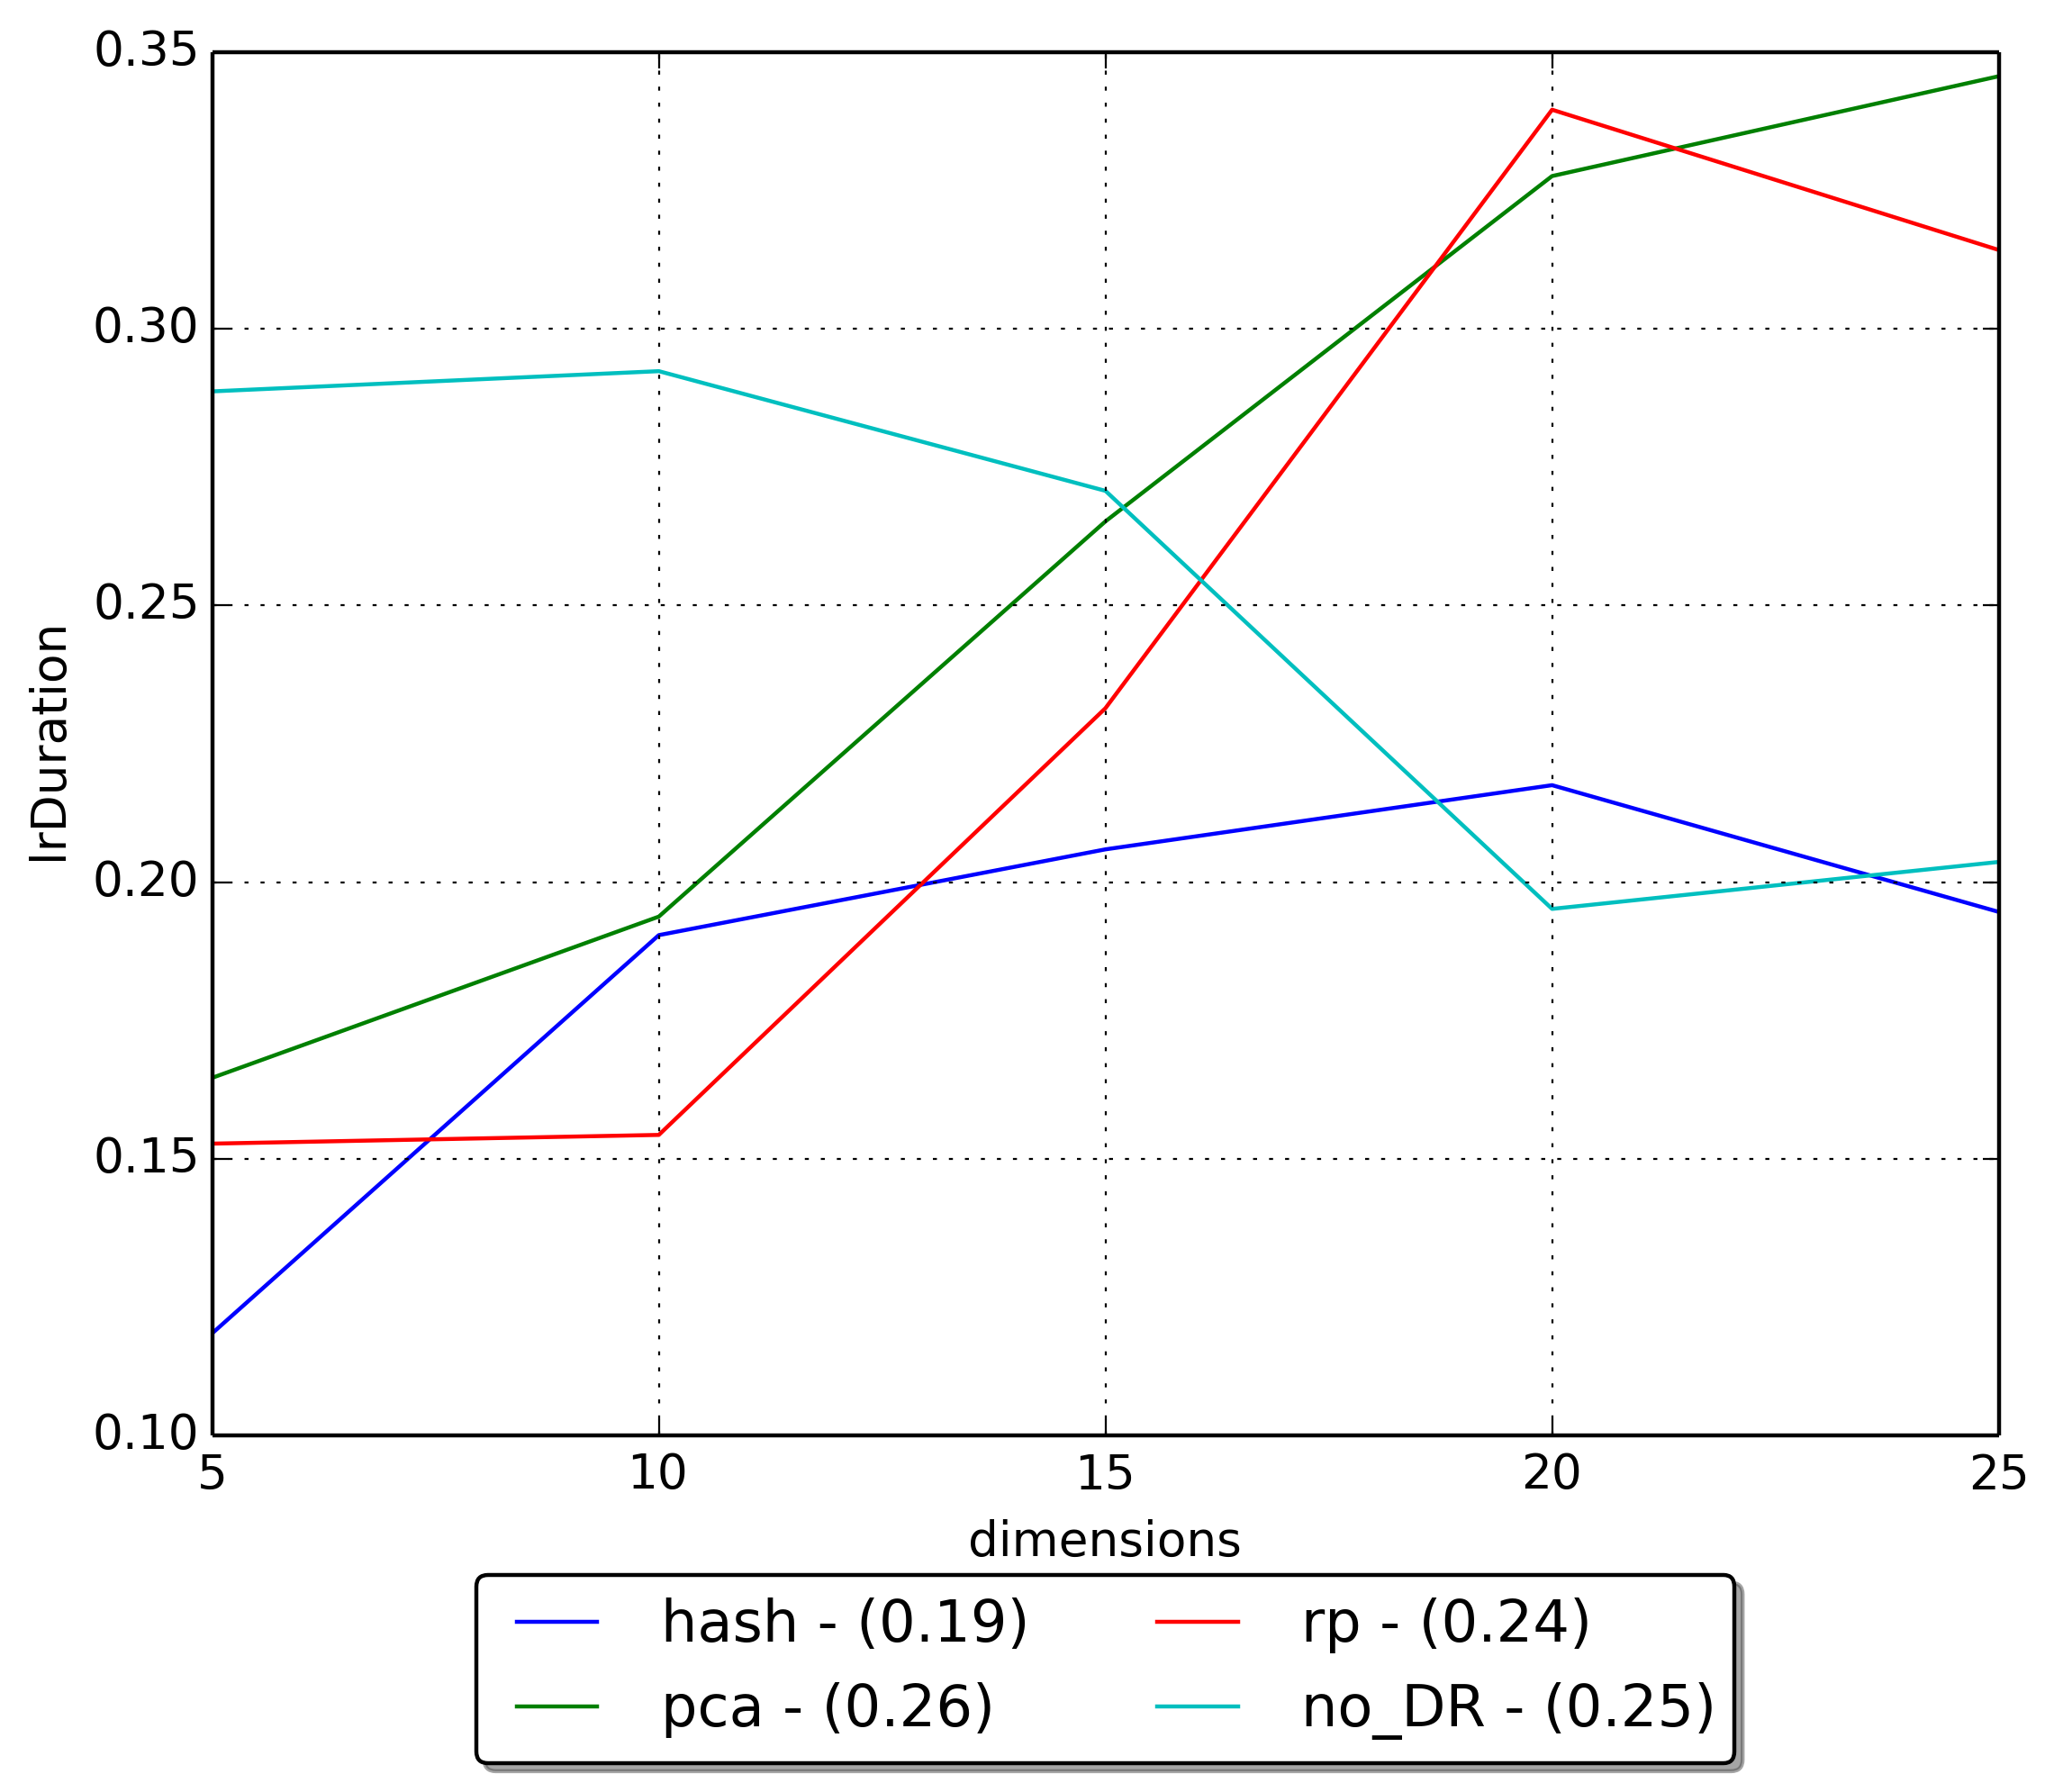 0.35
0.30
0.25
0.20
0.15
0.10
lrDuration
5 10 15 20 25
dimensions
hash - (0.19) rp - (0.24)
pca - (0.26) no_DR - (0.25)